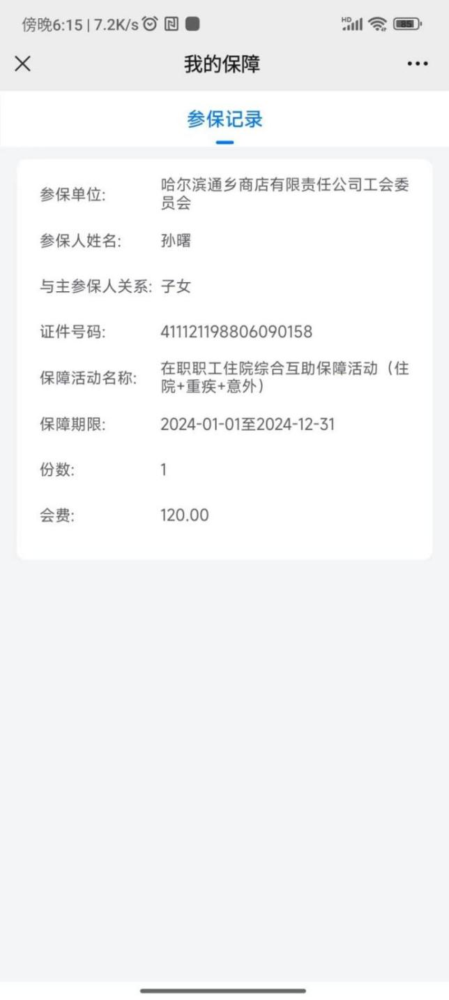 傍晚6:15 | 7.2K/s
HD
85
我的保障
参保记录
参保单位:
哈尔滨通乡商店有限责任公司工会委
员会
参保人姓名:
孙曙
与主参保人关系:
子女
证件号码:
411121198806090158
保障活动名称:
在职职工住院综合互助保障活动（住
院+重疾+意外）
保障期限:
2024-01-01至2024-12-31
份数:
1
会费:
120.00